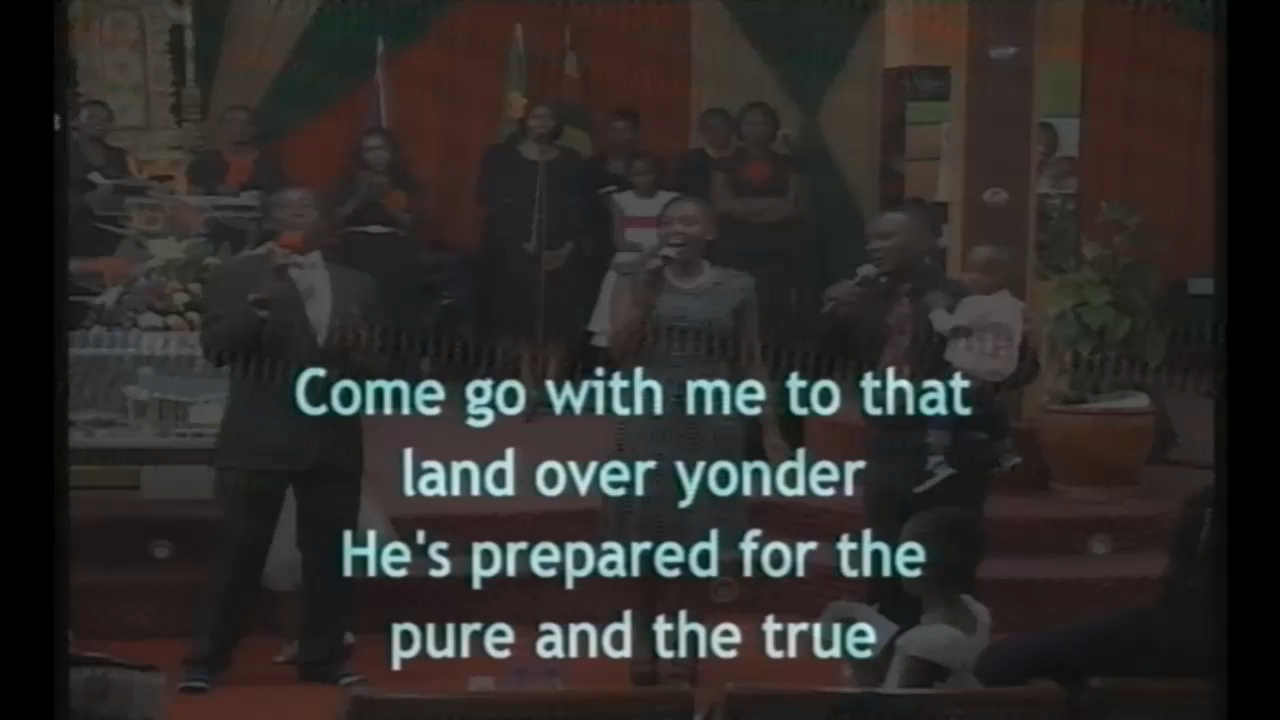 Come go with me to that
land over yonder
He's prepared for the
pure and the true